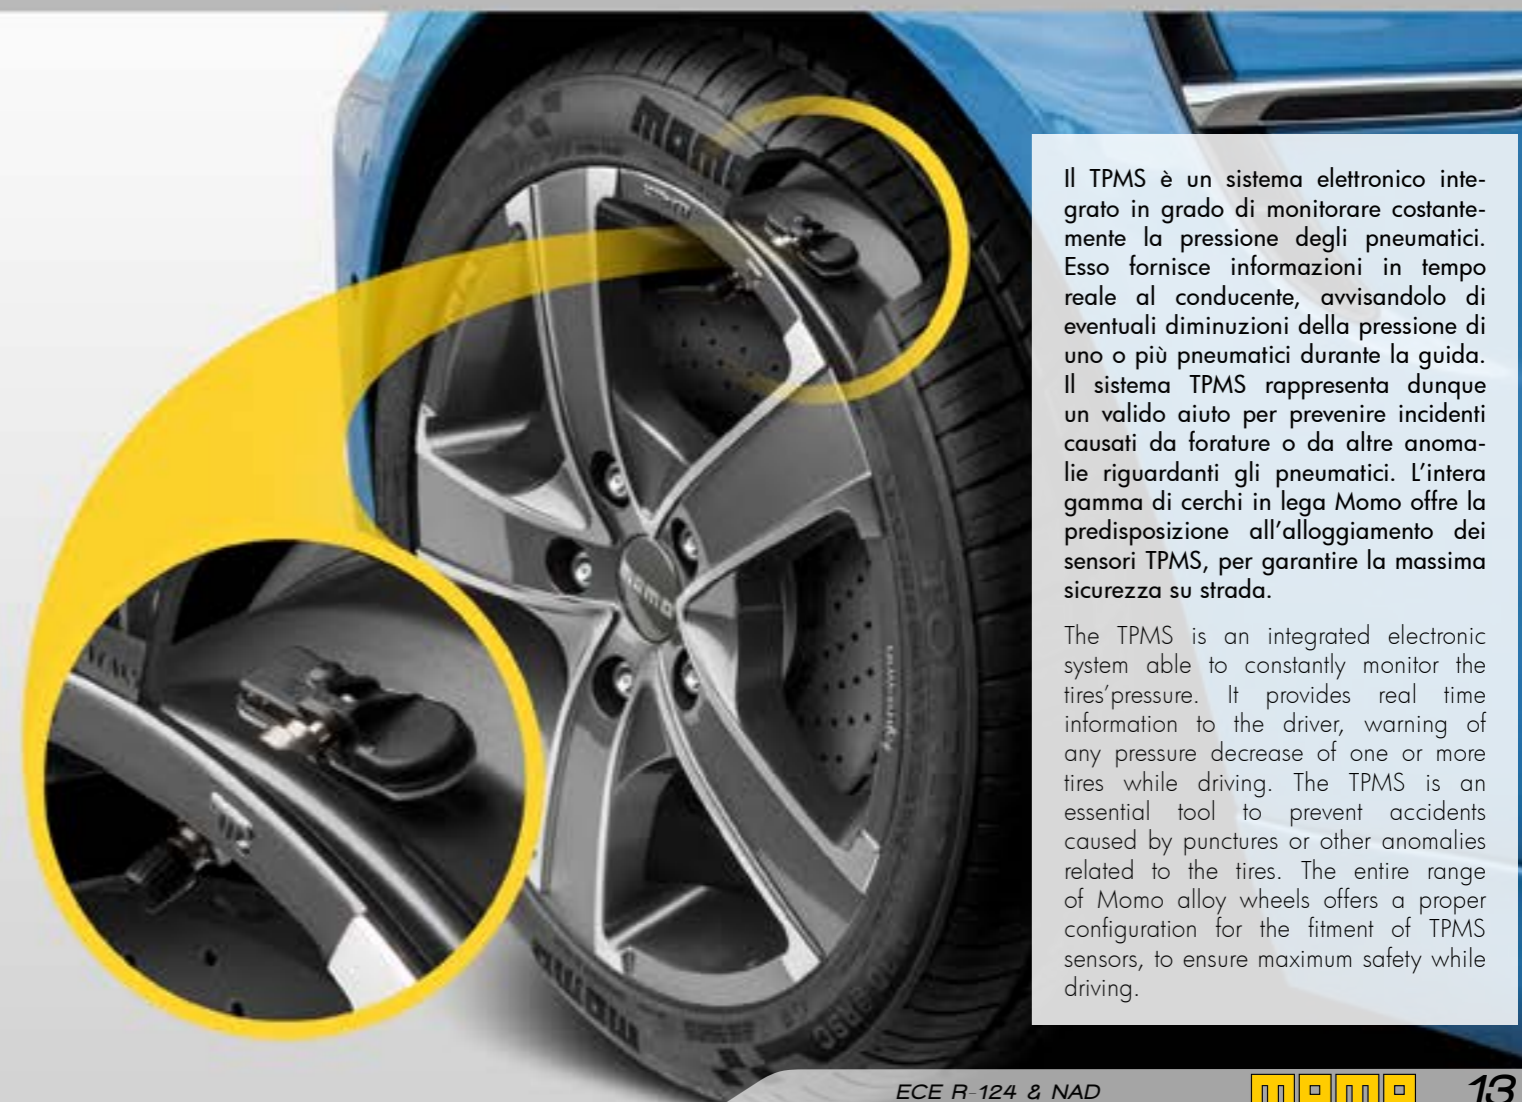 momo
momo
Il TPMS è un sistema elettronico inte-
grato in grado di monitorare costante-
mente la pressione degli pneumatici.
Esso fornisce informazioni in tempo
reale al conducente, avvisandolo di
eventuali diminuzioni della pressione di
uno o più pneumatici durante la guida.
Il sistema TPMS rappresenta dunque
un valido aiuto per prevenire incidenti
causati da forature o da altre anoma-
lie riguardanti gli pneumatici. L'intera
gamma di cerchi in lega Momo offre la
predisposizione all'alloggiamento dei
sensori TPMS, per garantire la massima
sicurezza su strada.
The TPMS is an integrated electronic
system able to constantly monitor the
tires'pressure. It provides real time
information to the driver, warning of
any pressure decrease of one or more
tires while driving. The TPMS is an
essential tool to prevent accidents
caused by punctures or other anomalies
related to the tires. The entire range
of Momo alloy wheels offers a proper
configuration for the fitment of TPMS
sensors, to ensure maximum safety while
driving.
momo
ECE R-124 & NAD
momo
13